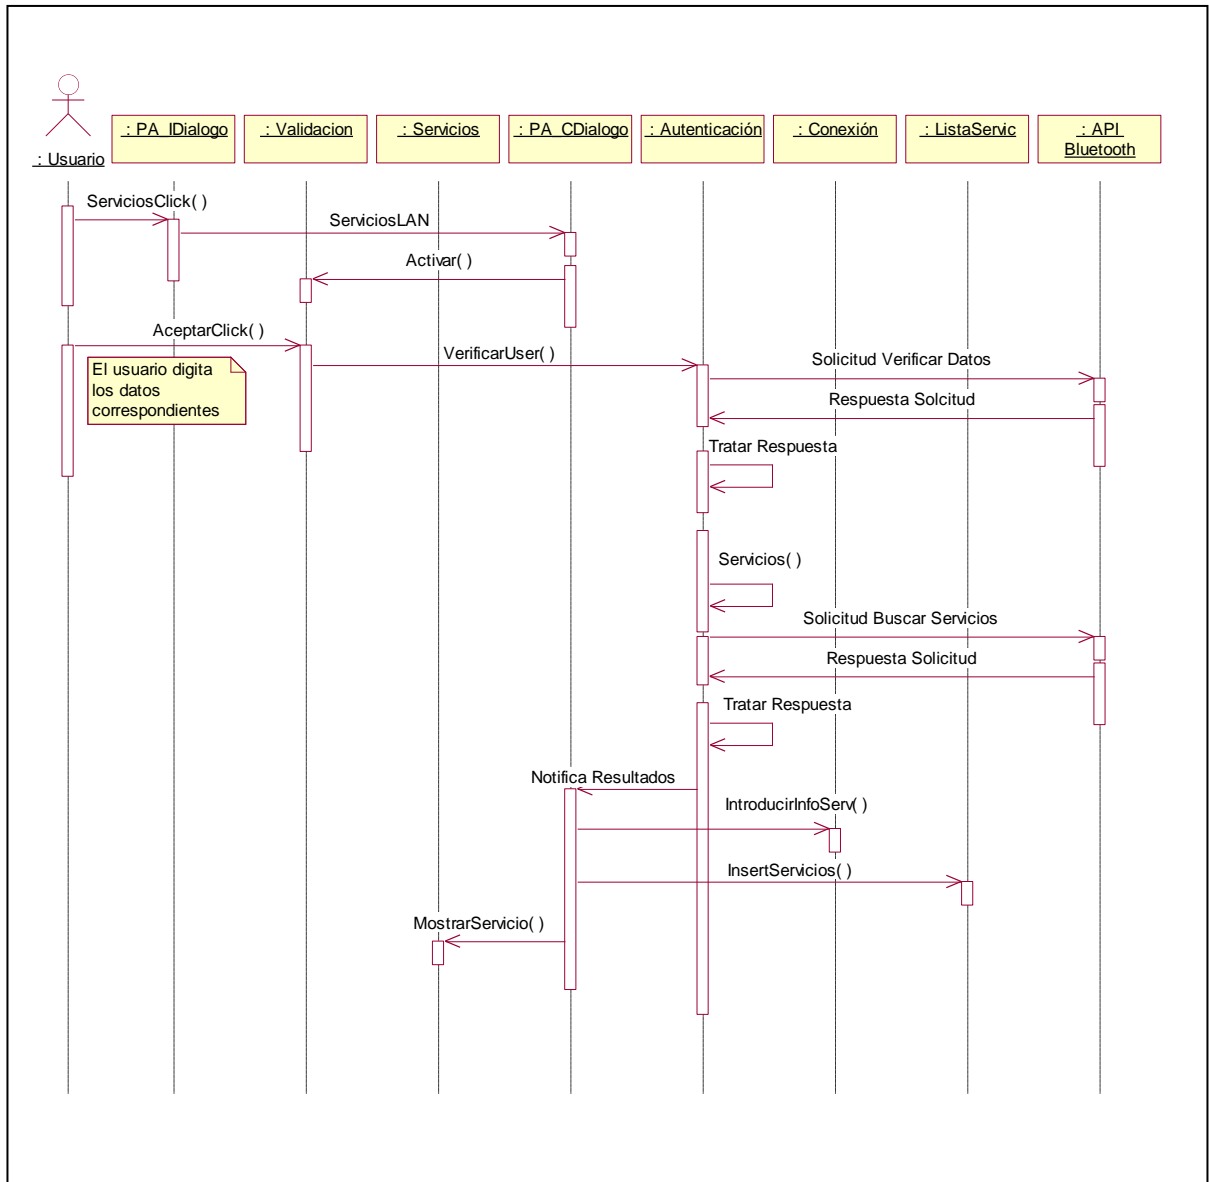 : PA_IDialogo
: Validacion
: Servicios
: PA_CDialogo
: Autenticación
: Conexión
: ListaServic
: API
Bluetooth
: Usuario
ServiciosClick( )
ServiciosLAN
Activar( )
AceptarClick( )
El usuario digita
los datos
correspondientes
VerificarUser( )
Solicitud Verificar Datos
Respuesta Solcitud
Tratar Respuesta
Servicios( )
Solicitud Buscar Servicios
Respuesta Solicitud
Tratar Respuesta
Notifica Resultados
IntroducirInfoServ( )
InsertServicios( )
MostrarServicio( )